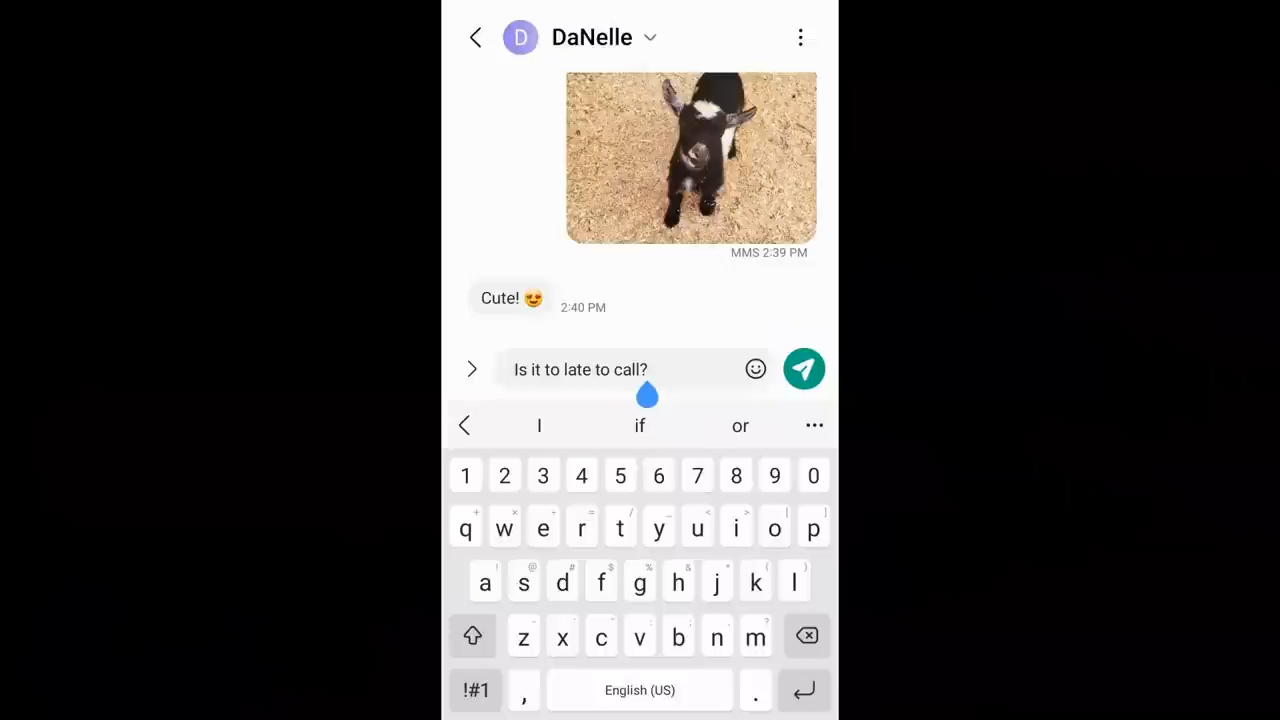 D DaNelle
MMS 2:39 PM
Cute! 😍
2:40 PM
Is it to late to call?
I if or
1 2 3 4 5 6 7 8 9 0
q w e r t y u i o p
a s d f g h j k l
z x c v b n m
!#1 , English (US) .